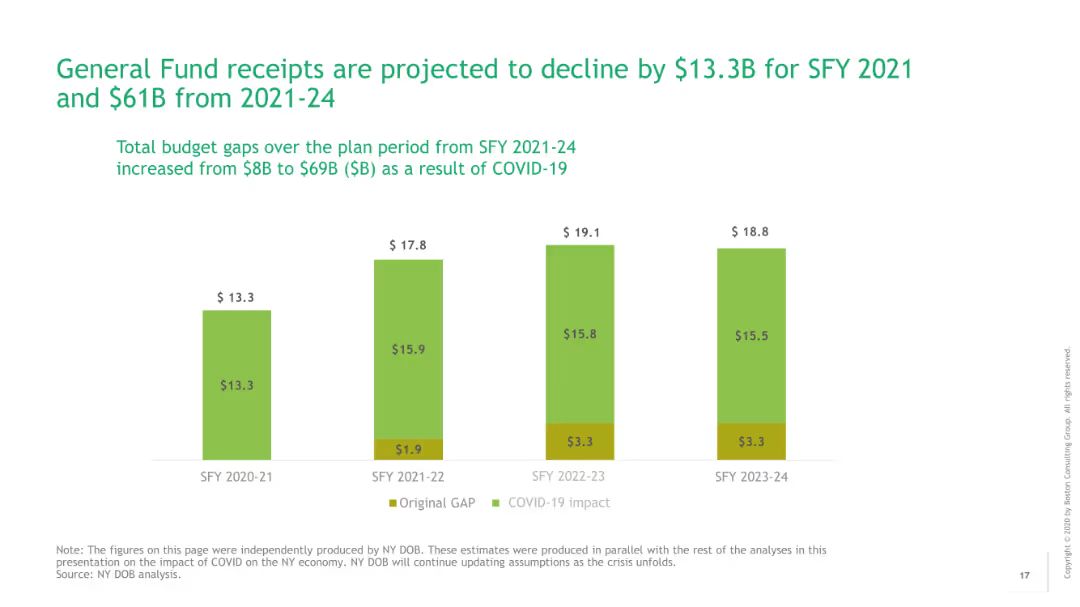 General Fund receipts are projected to decline by $13.3B for SFY 2021
and $61B from 2021-24
Total budget gaps over the plan period from SFY 2021-24
increased from $8B to $69B ($B) as a result of COVID-19
$ 13.3
$ 17.8
$ 19.1
$ 18.8
$13.3
$15.9
$15.8
$15.5
$1.9
$3.3
$3.3
SFY 2020-21
SFY 2021-22
SFY 2022-23
SFY 2023-24
Original GAP
COVID-19 impact
Note: The figures on this page were independently produced by NY DOB. These estimates were produced in parallel with the rest of the analyses in this
presentation on the impact of COVID on the NY economy. NY DOB will continue updating assumptions as the crisis unfolds.
Source: NY DOB analysis.
17
Copyright © 2020 by Boston Consulting Group. All rights reserved.